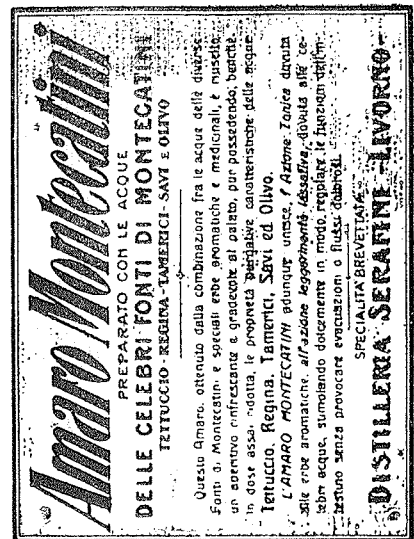 Amaro Montecatini
PREPARATO CON LE ACQUE
DELLE CELEBRI FONTI DI MONTECATINI
TETTUCCIO - REGINA - TAMERICI - SAVI E OLIVO
Questo Amaro, ottenuto dalla combinazione fra le acque delle diverse
Fonti di Montecatini e speciali erbe aromatiche e medicinali, è riuscito
un aperitivo rinfrescante e gradevole al palato, pur possedendo, benchè
in dose assai ridotta, le proprietà purgative caratteristiche delle acque
Tettuccio, Regina, Tamerici, Savi ed Olivo.
L'AMARO MONTECATINI adunque unisce, l'Azione Tonica dovuta
alle erbe aromatiche, all'azione leggermente lassativa, dovuta alle ce-
lebri acque, stimolando dolcemente in modo, regolare le funzioni dell'in-
testino senza provocare evacuazioni o flussi
SPECIALITÀ BREVETTATA
DISTILLERIA SERAFINI - LIVORNO -